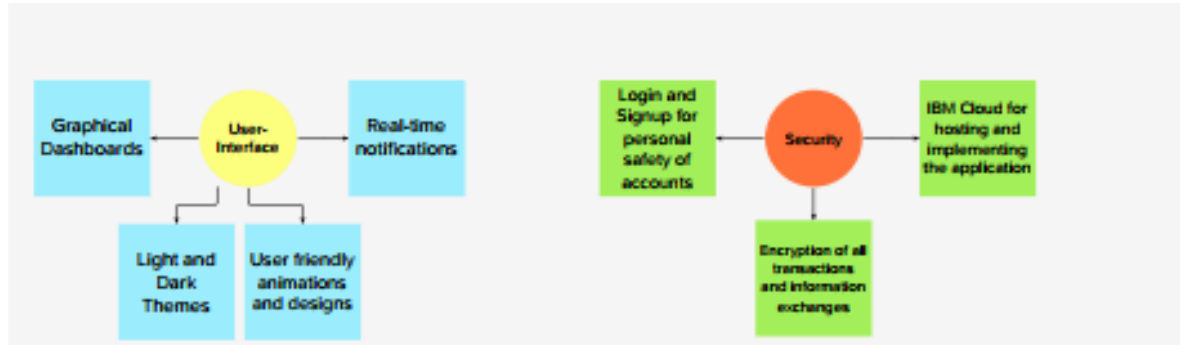 Graphical
Dashboards
User-
Interface
Real-time
notifications
Light and
Dark
Themes
User friendly
animations
and designs
Login and
Signup for
personal
safety of
accounts
Security
IBM Cloud for
hosting and
implementing
the application
Encryption of all
transactions
and information
exchanges